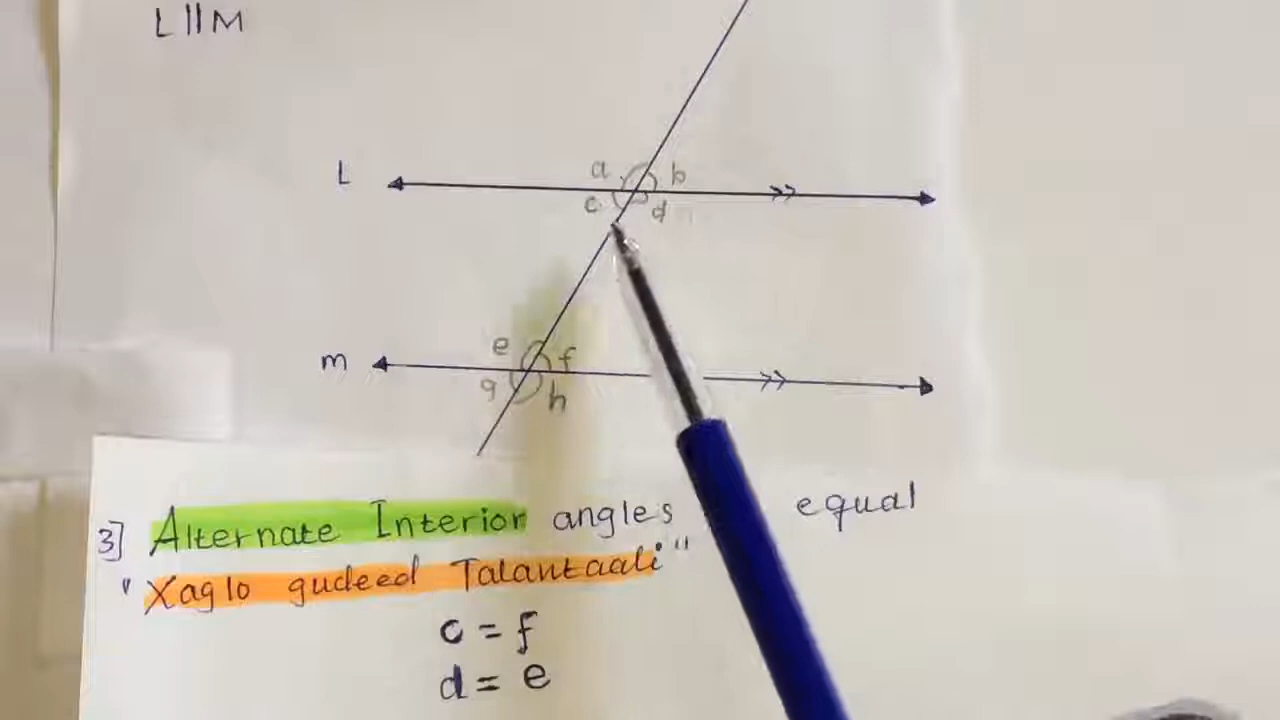 L||M
a b
L
c d
e f
m
g h
3] Alternate Interior angles equal
"Xaglo gudeed Talantaali"
c = f
d = e